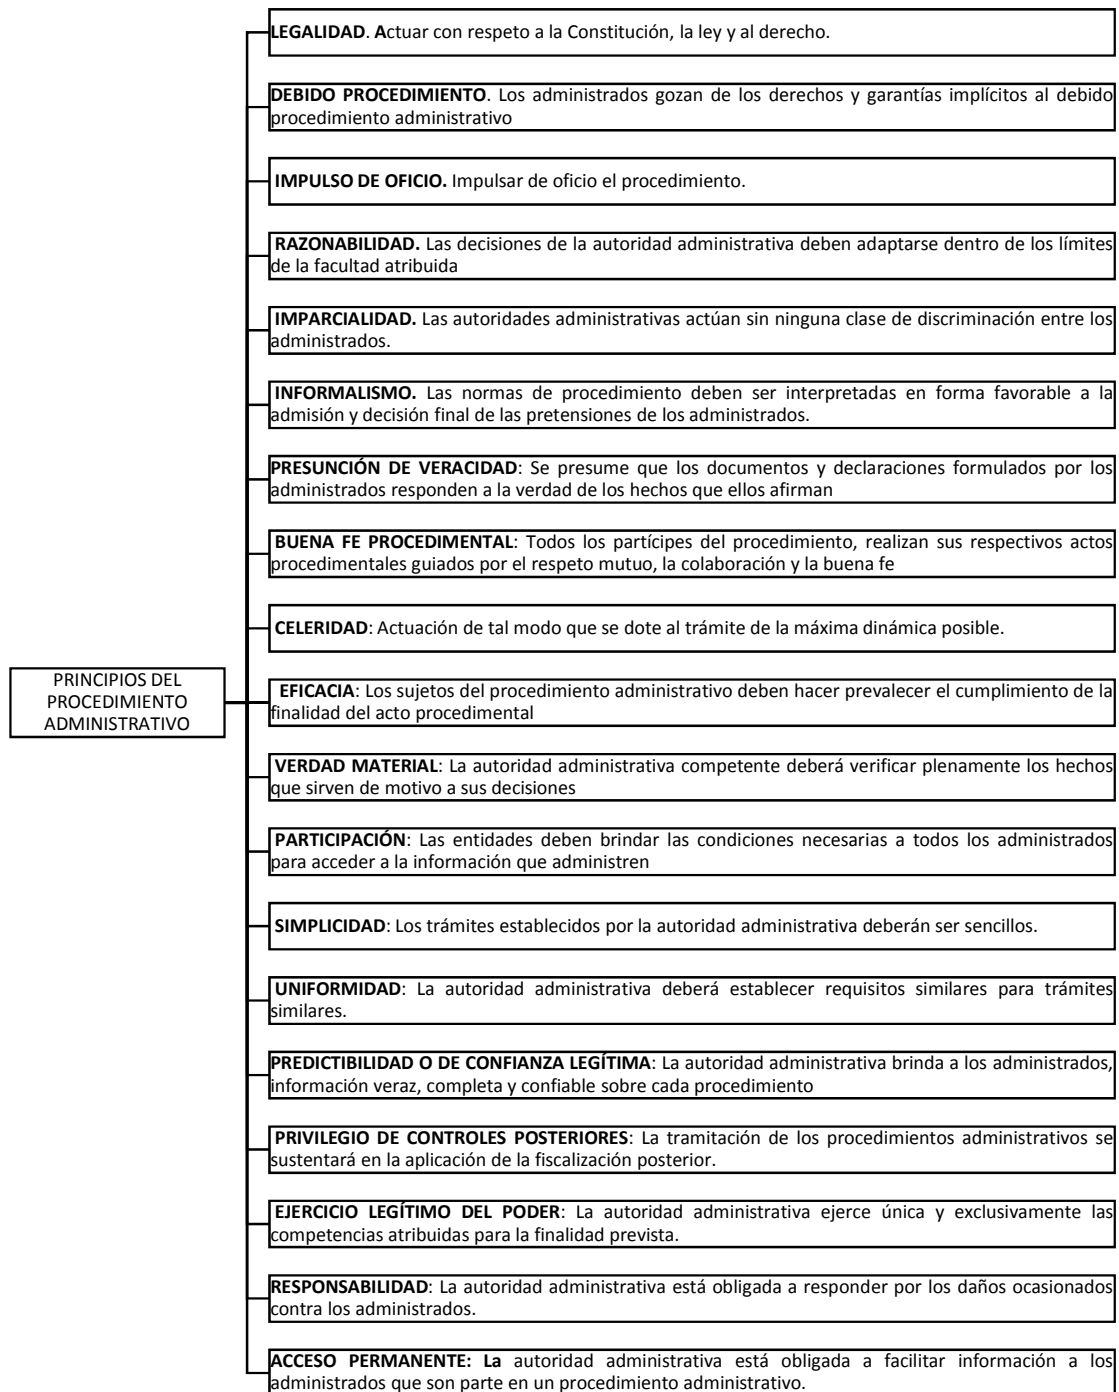 LEGALIDAD. Actuar con respeto a la Constitución, la ley y al derecho.
DEBIDO PROCEDIMIENTO. Los administrados gozan de los derechos y garantías implícitos al debido
procedimiento administrativo
IMPULSO DE OFICIO. Impulsar de oficio el procedimiento.
RAZONABILIDAD. Las decisiones de la autoridad administrativa deben adaptarse dentro de los límites
de la facultad atribuida
IMPARCIALIDAD. Las autoridades administrativas actúan sin ninguna clase de discriminación entre los
administrados.
INFORMALISMO. Las normas de procedimiento deben ser interpretadas en forma favorable a la
admisión y decisión final de las pretensiones de los administrados.
PRESUNCIÓN DE VERACIDAD: Se presume que los documentos y declaraciones formulados por los
administrados responden a la verdad de los hechos que ellos afirman
BUENA FE PROCEDIMENTAL: Todos los partícipes del procedimiento, realizan sus respectivos actos
procedimentales guiados por el respeto mutuo, la colaboración y la buena fe
CELERIDAD: Actuación de tal modo que se dote al trámite de la máxima dinámica posible.
PRINCIPIOS DEL
PROCEDIMIENTO
ADMINISTRATIVO
EFICACIA: Los sujetos del procedimiento administrativo deben hacer prevalecer el cumplimiento de la
finalidad del acto procedimental
VERDAD MATERIAL: La autoridad administrativa competente deberá verificar plenamente los hechos
que sirven de motivo a sus decisiones
PARTICIPACIÓN: Las entidades deben brindar las condiciones necesarias a todos los administrados
para acceder a la información que administren
SIMPLICIDAD: Los trámites establecidos por la autoridad administrativa deberán ser sencillos.
UNIFORMIDAD: La autoridad administrativa deberá establecer requisitos similares para trámites
similares.
PREDICTIBILIDAD O DE CONFIANZA LEGÍTIMA: La autoridad administrativa brinda a los administrados,
información veraz, completa y confiable sobre cada procedimiento
PRIVILEGIO DE CONTROLES POSTERIORES: La tramitación de los procedimientos administrativos se
sustentará en la aplicación de la fiscalización posterior.
EJERCICIO LEGÍTIMO DEL PODER: La autoridad administrativa ejerce única y exclusivamente las
competencias atribuidas para la finalidad prevista.
RESPONSABILIDAD: La autoridad administrativa está obligada a responder por los daños ocasionados
contra los administrados.
ACCESO PERMANENTE: La autoridad administrativa está obligada a facilitar información a los
administrados que son parte en un procedimiento administrativo.